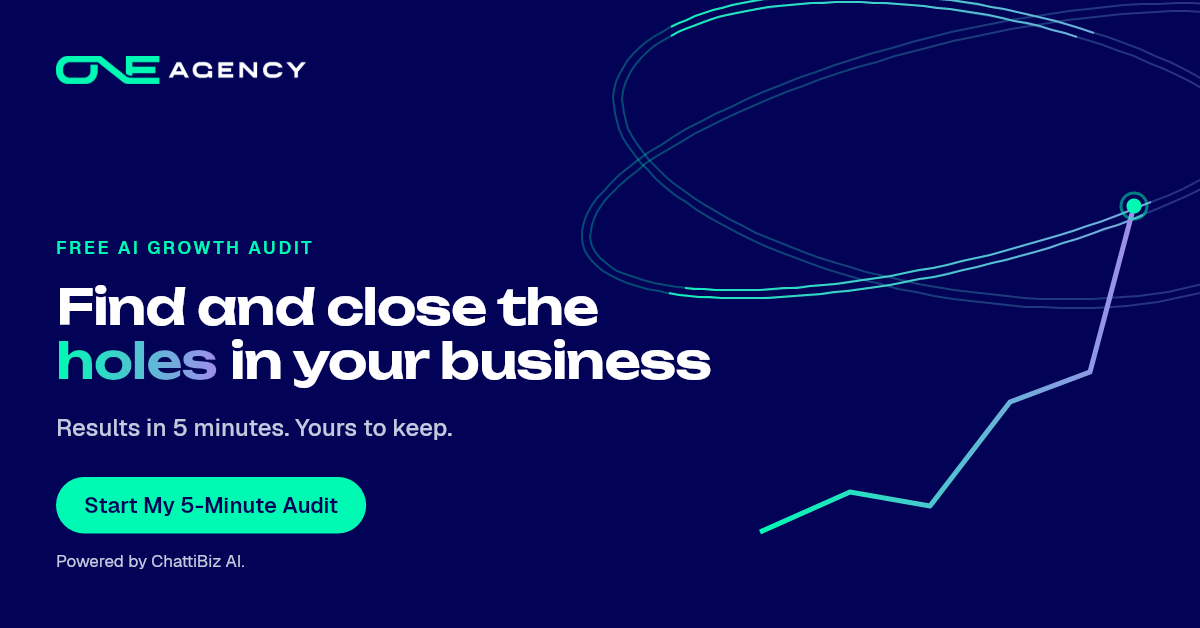 ONE AGENCY
FREE AI GROWTH AUDIT
Find and close the
holes in your business
Results in 5 minutes. Yours to keep.
Start My 5-Minute Audit
Powered by ChattiBiz AI.